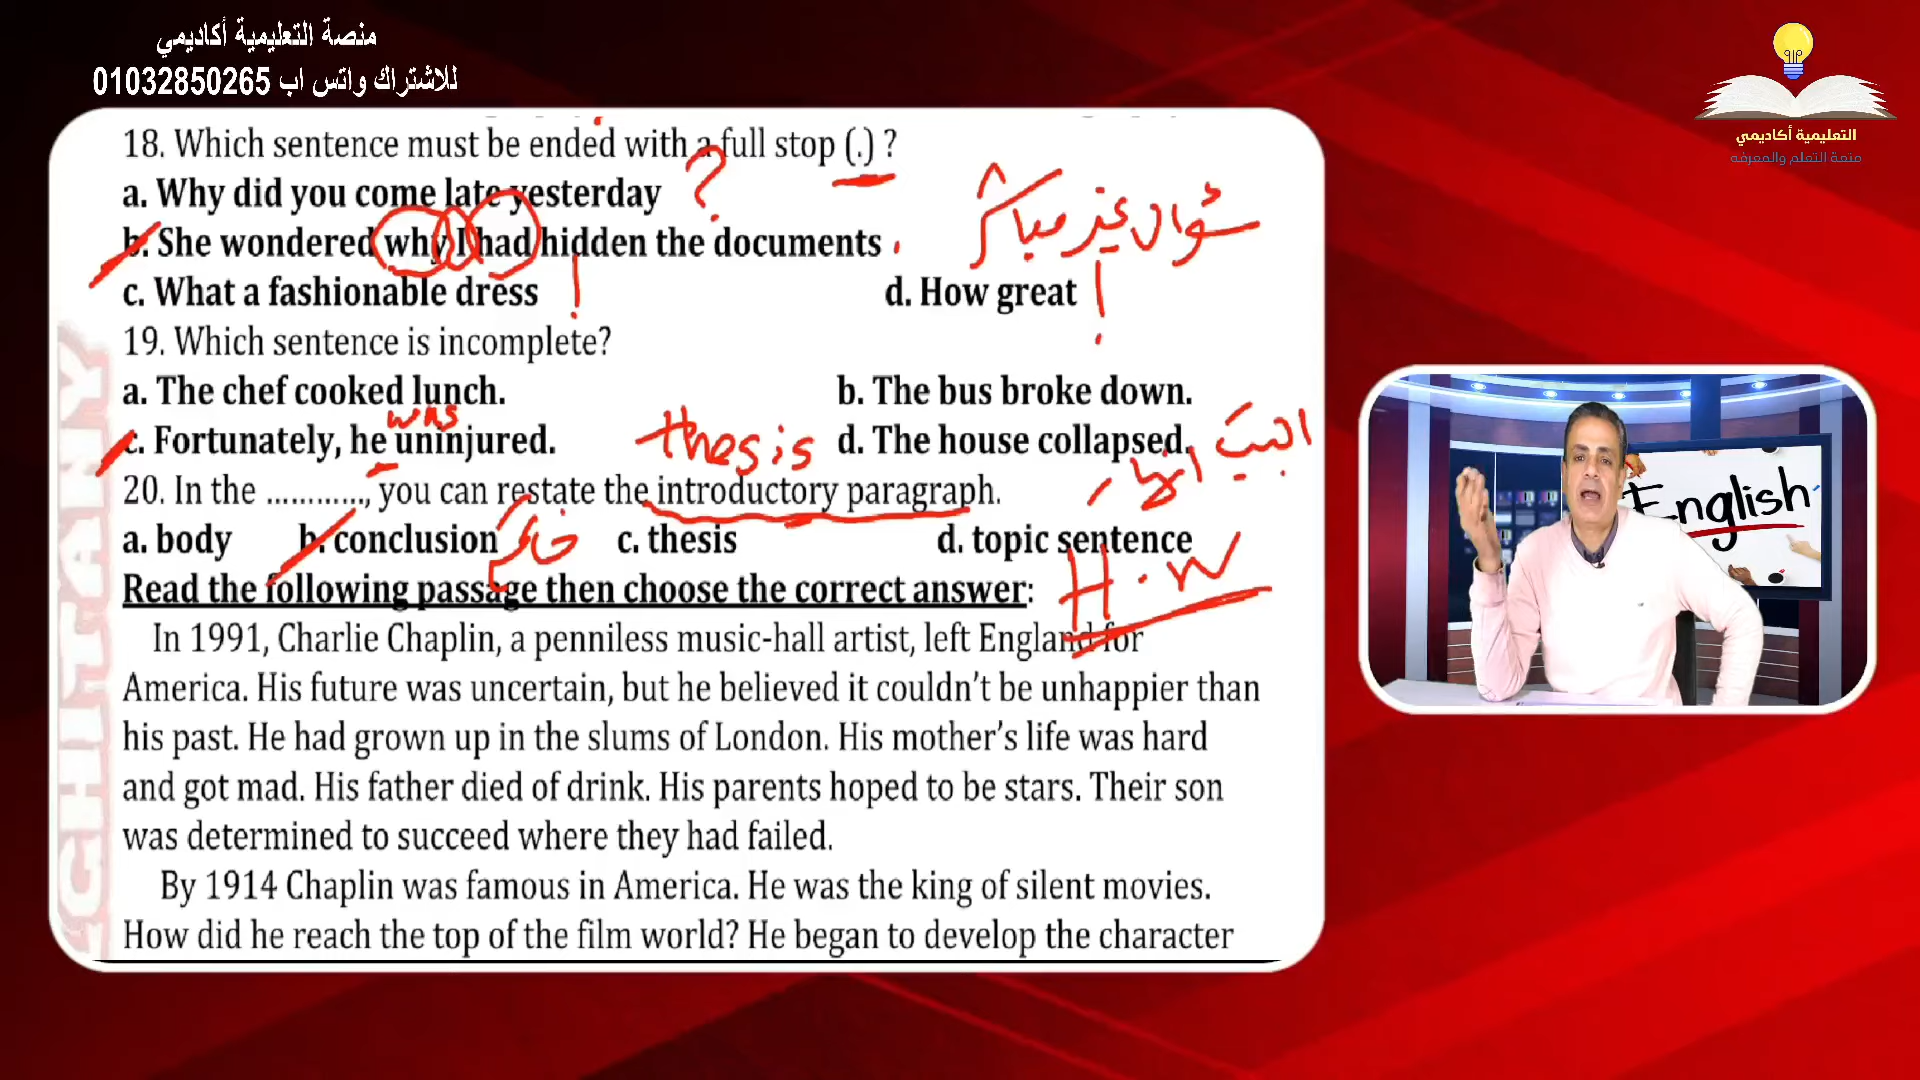 منصة التعليمية أكاديمي
للاشتراك واتس اب 01032850265
التعليمية أكاديمي
متعة التعلم والمعرفه
18. Which sentence must be ended with a full stop (.) ?
a. Why did you come late yesterday ?
b. She wondered why I had hidden the documents .
سؤال غير مباشر
c. What a fashionable dress ! d. How great !
19. Which sentence is incomplete?
a. The chef cooked lunch. b. The bus broke down.
was
c. Fortunately, he uninjured. d. The house collapsed.
thesis
البيت انهار
20. In the ............, you can restate the introductory paragraph.
a. body b. conclusion c. thesis d. topic sentence
H.W
Read the following passage then choose the correct answer:
In 1991, Charlie Chaplin, a penniless music-hall artist, left England for
America. His future was uncertain, but he believed it couldn't be unhappier than
his past. He had grown up in the slums of London. His mother's life was hard
and got mad. His father died of drink. His parents hoped to be stars. Their son
was determined to succeed where they had failed.
By 1914 Chaplin was famous in America. He was the king of silent movies.
How did he reach the top of the film world? He began to develop the character
GHITANY
English